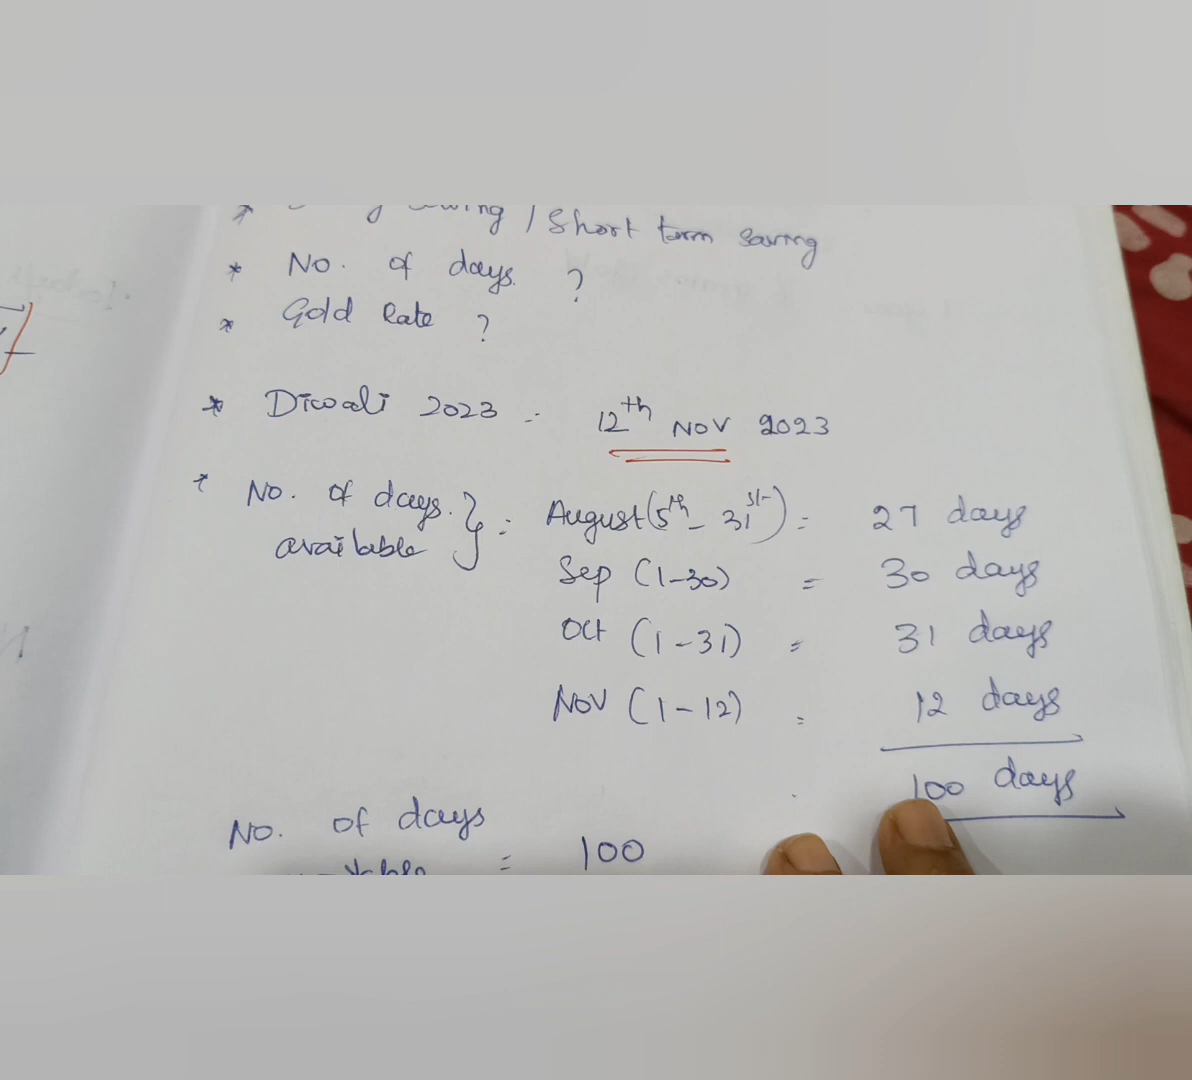 / Short term saving
* No. of days. ?
* Gold Rate ?
* Diwali 2023 - 12th NOV 2023
* No. of days. available } : August (5th - 31st) = 27 days
Sep (1-30) = 30 days
Oct (1-31) = 31 days
NOV (1-12) = 12 days
100 days
No. of days
= 100